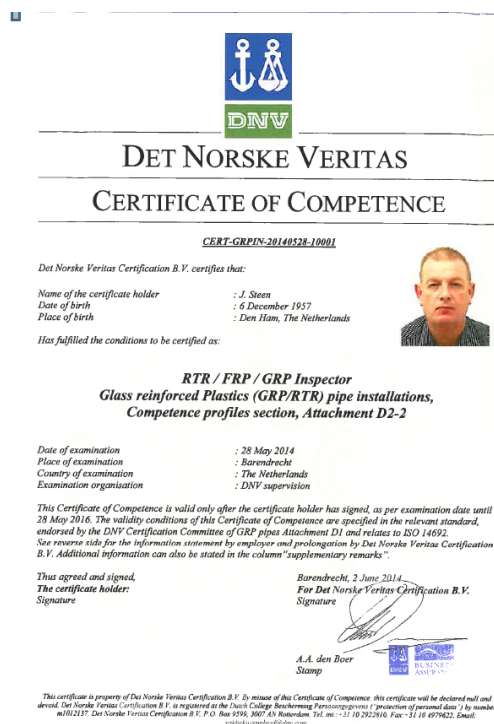 DNV
DET NORSKE VERITAS
CERTIFICATE OF COMPETENCE
CERT-GRPIN-20140528-10001
Det Norske Veritas Certification B.V. certifies that:
Name of the certificate holder : J. Steen
Date of birth : 6 December 1957
Place of birth : Den Ham, The Netherlands
Has fulfilled the conditions to be certified as:
RTR / FRP / GRP Inspector
Glass reinforced Plastics (GRP/RTR) pipe installations,
Competence profiles section, Attachment D2-2
Date of examination : 28 May 2014
Place of examination : Barendrecht
Country of examination : The Netherlands
Examination organisation : DNV supervision
This Certificate of Competence is valid only after the certificate holder has signed, as per examination date until
28 May 2016. The validity conditions of this Certificate of Competence are specified in the relevant standard,
endorsed by the DNV Certification Committee of GRP pipes Attachment D1 and relates to ISO 14692.
See reverse side for the information statement by employer and prolongation by Det Norske Veritas Certification
B.V. Additional information can also be stated in the column "supplementary remarks".
Thus agreed and signed, Barendrecht, 2 June 2014
The certificate holder: For Det Norske Veritas Certification B.V.
Signature Signature
A.A. den Boer
Stamp
DNV BUSINESS
ASSURAN
This certificate is property of Det Norske Veritas Certification B.V. By misuse of this Certificate of Competence this certificate will be declared null and
devoid. Det Norske Veritas Certification B.V. is registered at the Dutch College Bescherming Persoonsgegevens ("protection of personal data") by numbe
m1012137. Det Norske Veritas Certification B.V. P.O. Box 9599, 3007 AN Rotterdam. Tel. int.:+31 10 2922810. Fax:+31 10 4979622. Email: